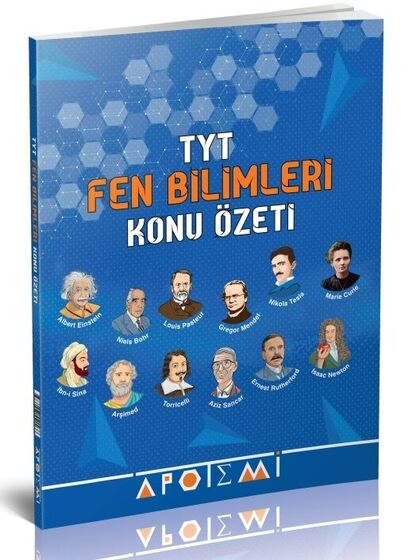 TYT
FEN BİLİMLERİ
KONU ÖZETİ
Albert Einstein
Niels Bohr
Louis Pasteur
Gregor Mendel
Nikola Tesla
Marie Curie
İbn-i Sina
Arşimed
Torricelli
Aziz Sancar
Ernest Rutherford
Isaac Newton
APOTEMİ
TYT FEN BİLİMLERİ KONU ÖZETİ
APOTEMİ